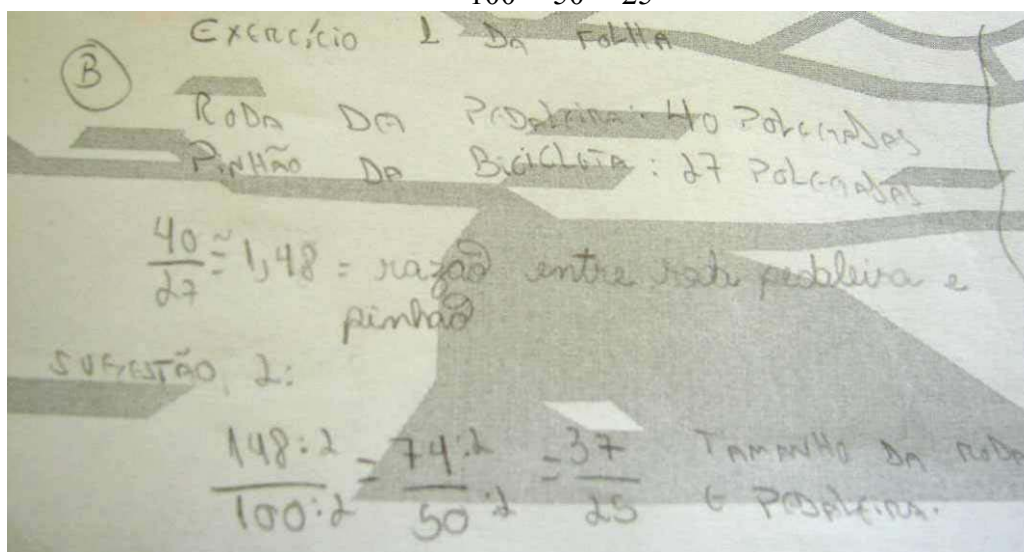 100 50 25
EXERCÍCIO 1 DA FOLHA
B
RODA DA PEDALEIRA: 40 POLEGADAS
PINHÃO DA BICICLETA: 27 POLEGADAS
40/27 ≅ 1,48 = razão entre roda pedaleira e
pinhão
SUGESTÃO 2:
148:2/100:2 = 74:2/50:2 = 37/25 TAMANHO DA RODA
E PEDALEIRA.